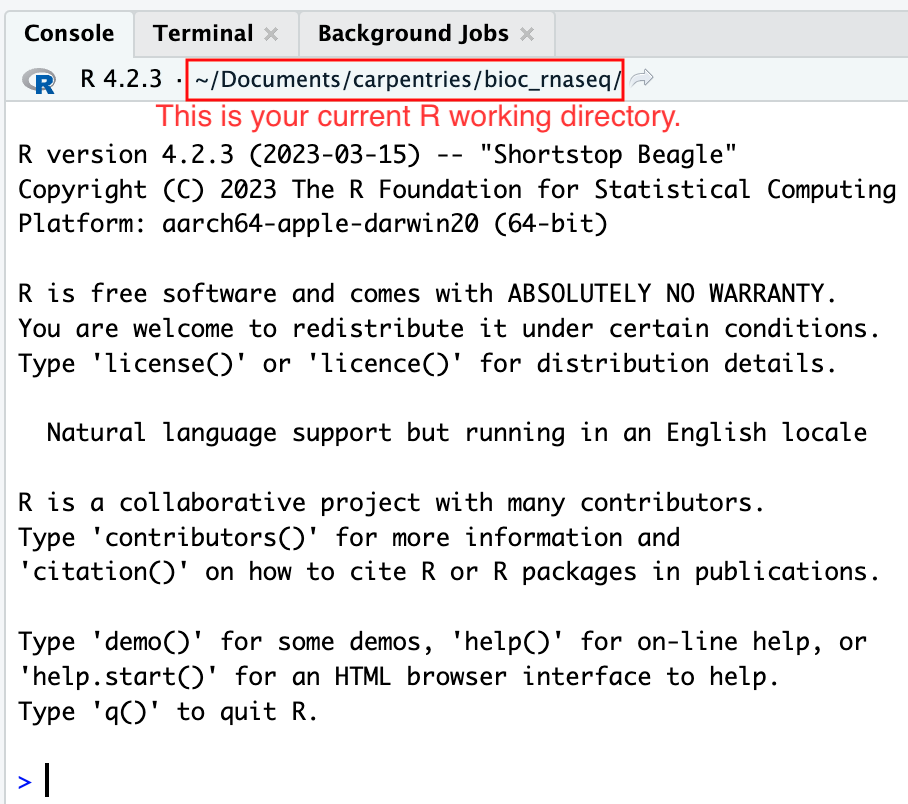 Console Terminal × Background Jobs ×
R R 4.2.3 · ~/Documents/carpentries/bioc_rnaseq/
This is your current R working directory.
R version 4.2.3 (2023-03-15) -- "Shortstop Beagle"
Copyright (C) 2023 The R Foundation for Statistical Computing
Platform: aarch64-apple-darwin20 (64-bit)
R is free software and comes with ABSOLUTELY NO WARRANTY.
You are welcome to redistribute it under certain conditions.
Type 'license()' or 'licence()' for distribution details.
Natural language support but running in an English locale
R is a collaborative project with many contributors.
Type 'contributors()' for more information and
'citation()' on how to cite R or R packages in publications.
Type 'demo()' for some demos, 'help()' for on-line help, or
'help.start()' for an HTML browser interface to help.
Type 'q()' to quit R.
>